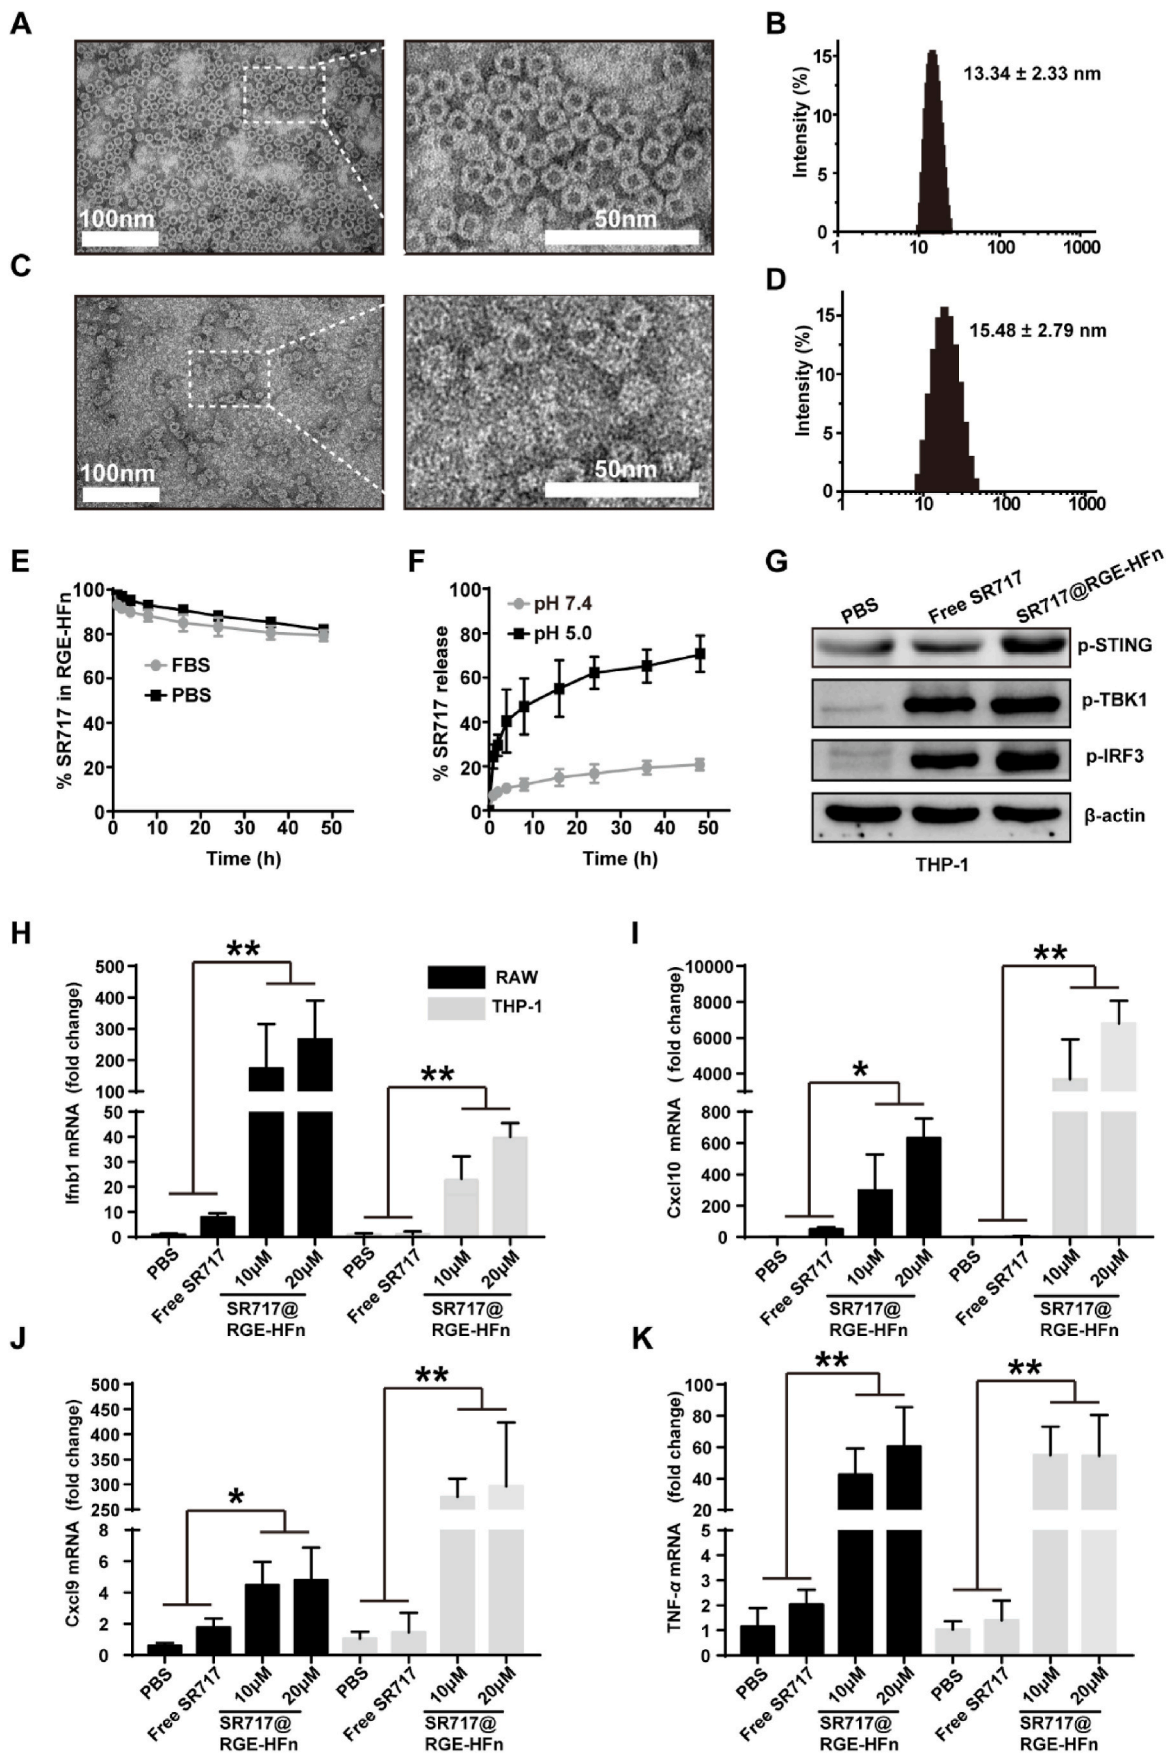 A
100nm
50nm
B
Intensity (%)
15
10
5
0
1
10
100
1000
13.34 ± 2.33 nm
C
100nm
50nm
D
Intensity (%)
15
10
5
0
1
10
100
1000
15.48 ± 2.79 nm
E
% SR717 in RGE-HFn
100
80
60
40
20
0
FBS
PBS
0 10 20 30 40 50
Time (h)
F
% SR717 release
100
80
60
40
20
0
pH 7.4
pH 5.0
0 10 20 30 40 50
Time (h)
G
PBS
Free SR717
SR717@RGE-HFn
p-STING
p-TBK1
p-IRF3
β-actin
THP-1
H
Ifnb1 mRNA (fold change)
500
400
300
200
100
50
40
30
20
10
0
**
**
RAW
THP-1
PBS
Free SR717
10μM
20μM
PBS
Free SR717
10μM
20μM
SR717@
RGE-HFn
SR717@
RGE-HFn
I
Cxcl10 mRNA ( fold change)
10000
8000
6000
4000
800
600
400
200
0
*
**
PBS
Free SR717
10μM
20μM
PBS
Free SR717
10μM
20μM
SR717@
RGE-HFn
SR717@
RGE-HFn
J
Cxcl9 mRNA (fold change)
500
450
400
350
300
250
8
6
4
2
0
*
**
PBS
Free SR717
10μM
20μM
PBS
Free SR717
10μM
20μM
SR717@
RGE-HFn
SR717@
RGE-HFn
K
TNF-α mRNA (fold change)
100
80
60
40
20
5
4
3
2
1
0
**
**
PBS
Free SR717
10μM
20μM
PBS
Free SR717
10μM
20μM
SR717@
RGE-HFn
SR717@
RGE-HFn